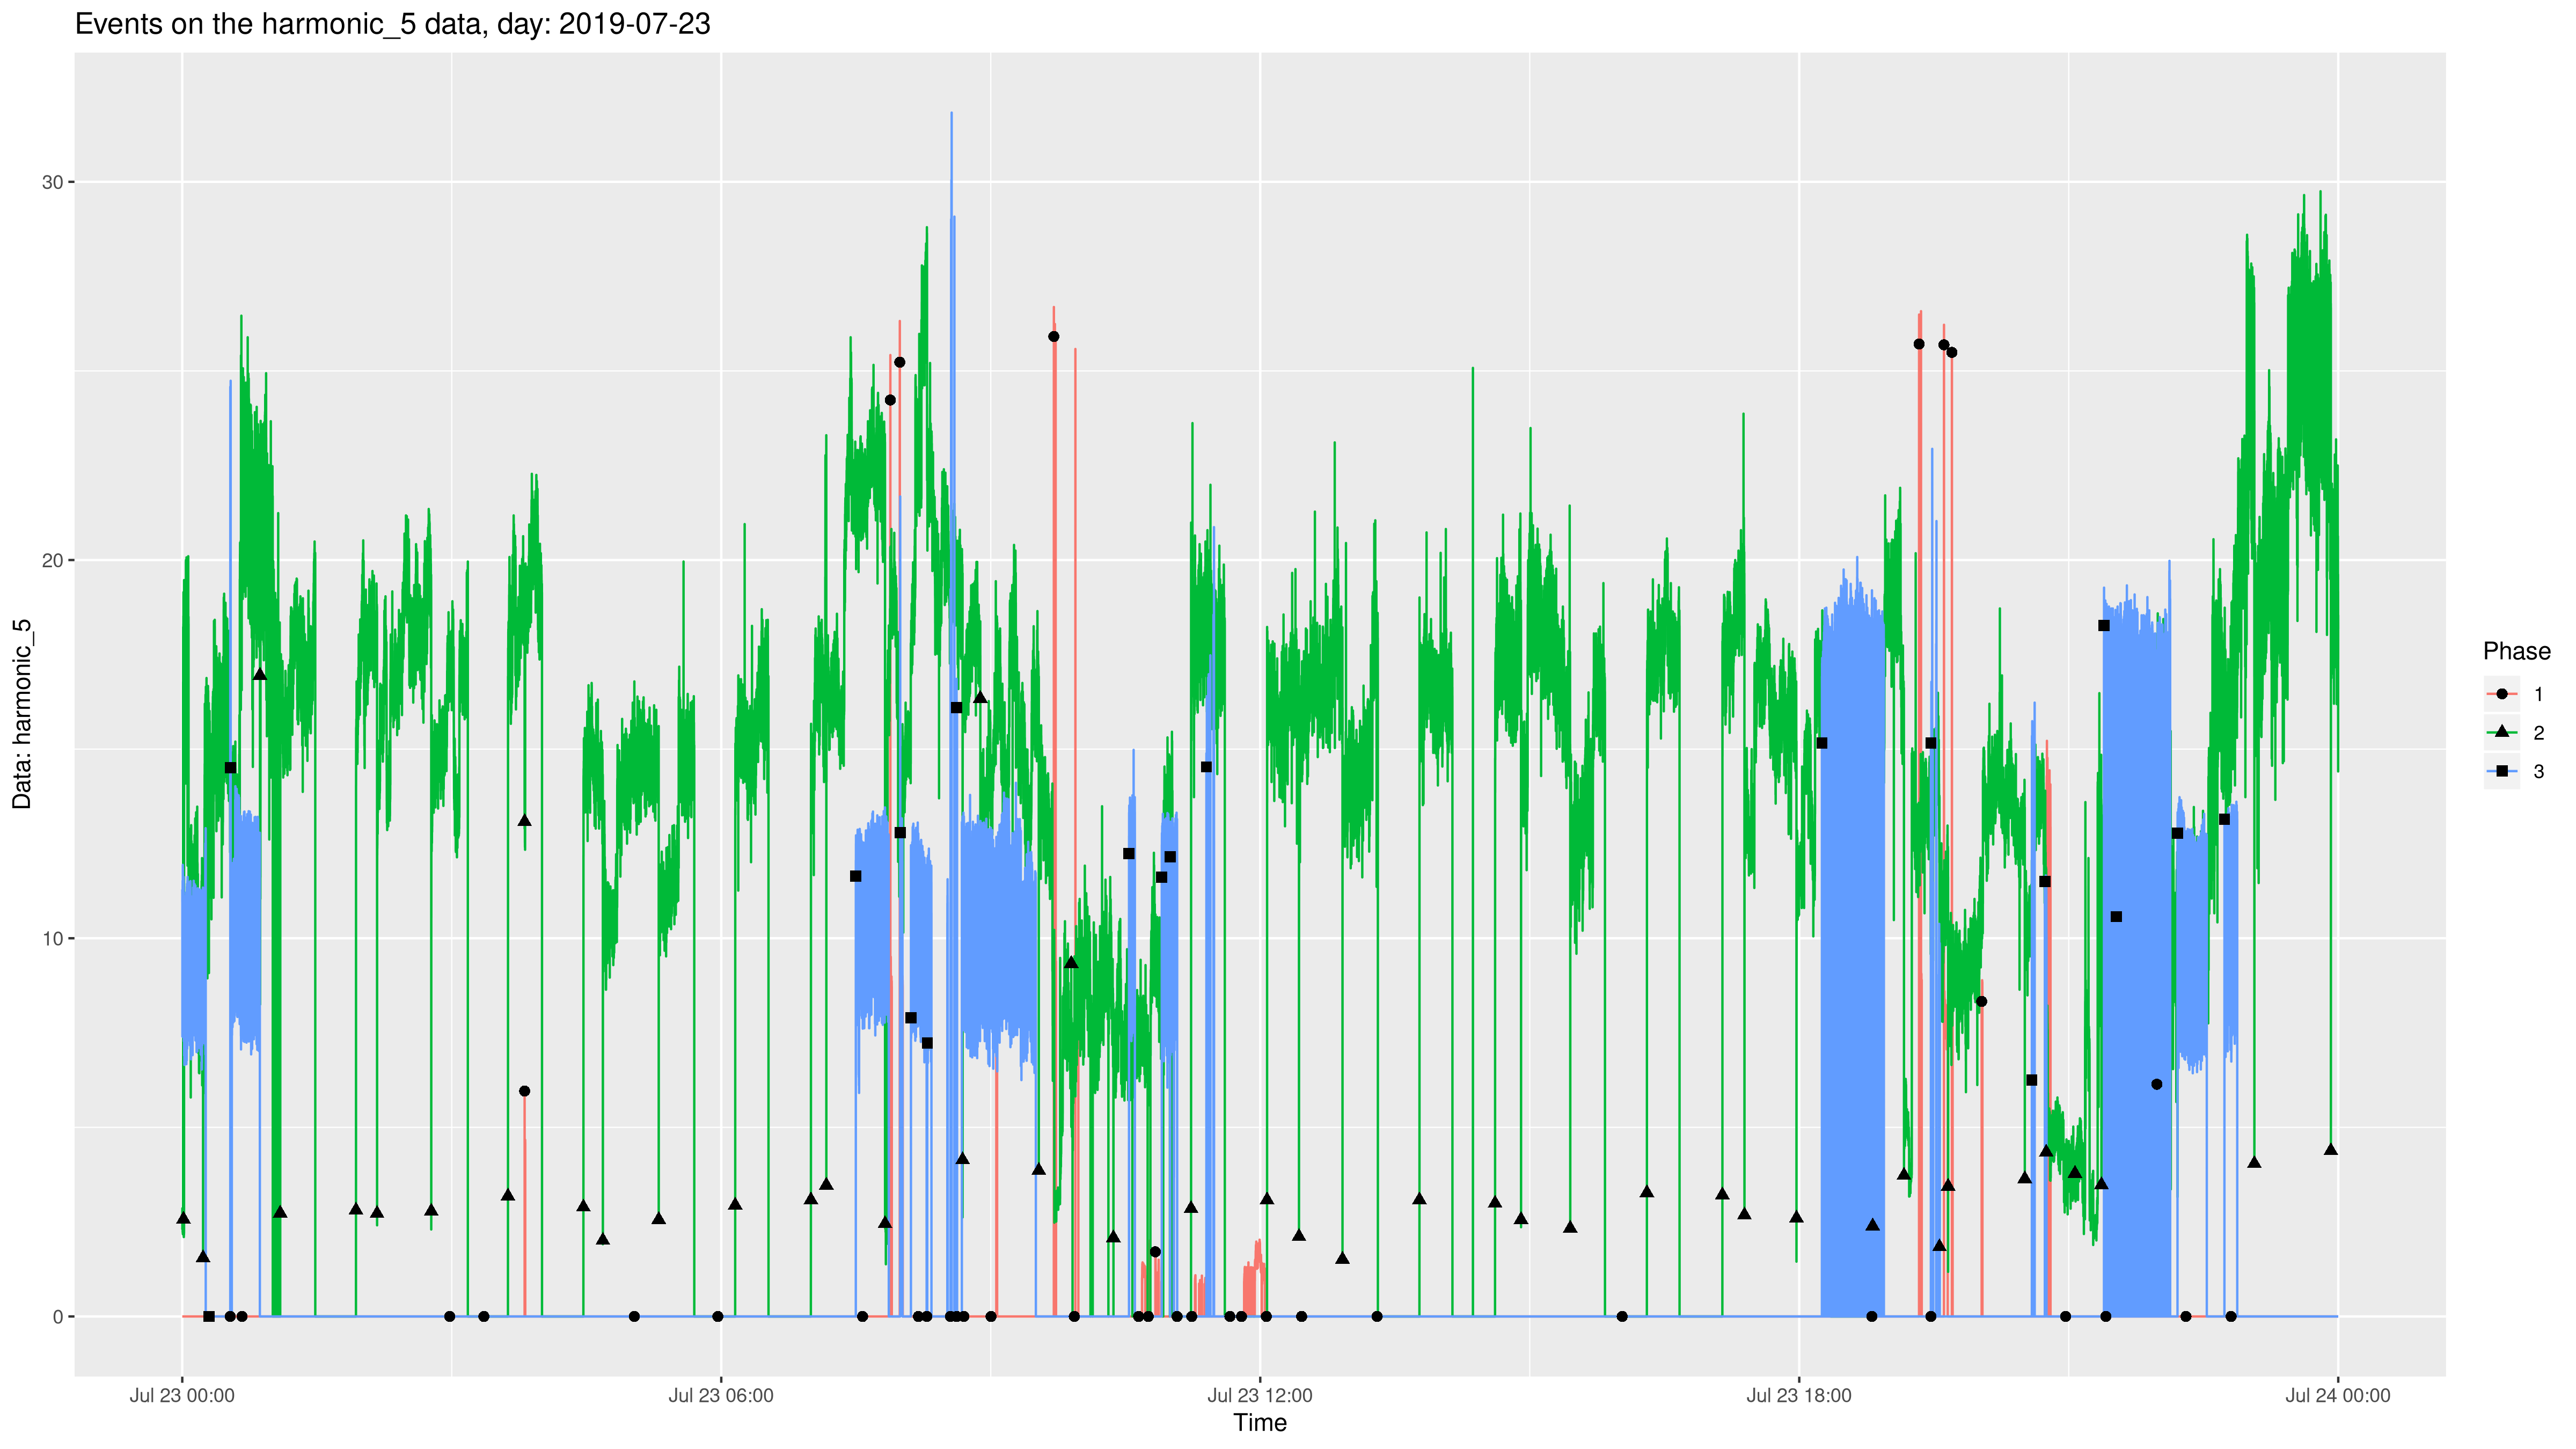 Events on the harmonic_5 data, day: 2019-07-23
Data: harmonic_5
30
20
10
0
Jul 23 00:00
Jul 23 06:00
Jul 23 12:00
Jul 23 18:00
Jul 24 00:00
Time
Phase
1
2
3